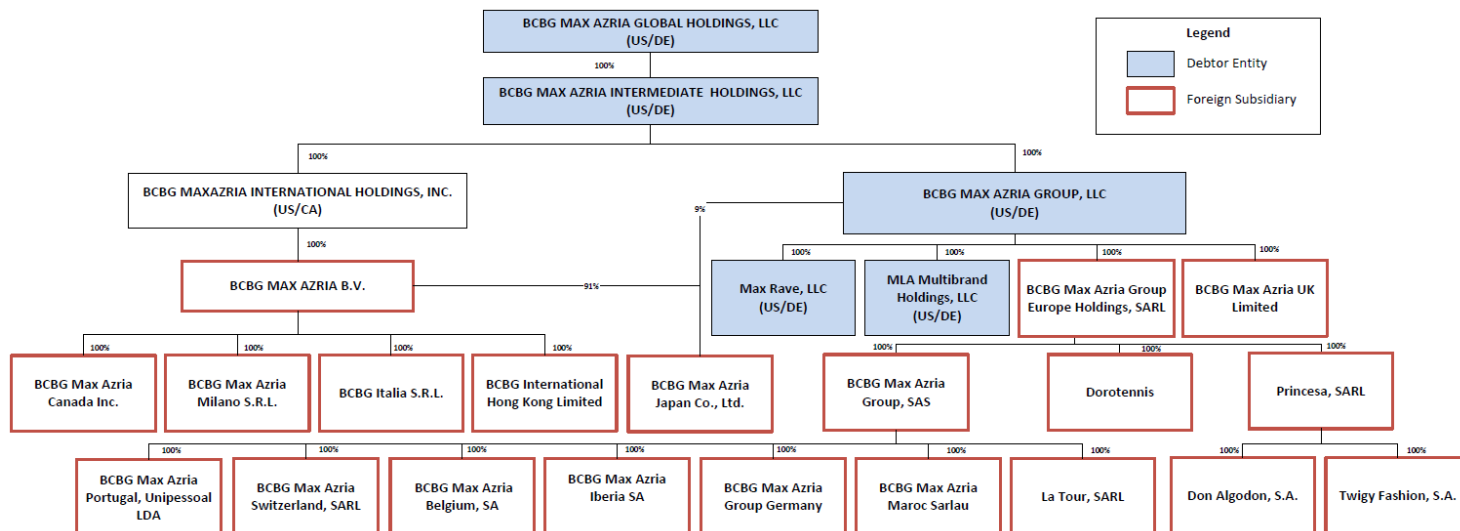 BCBG MAX AZRIA GLOBAL HOLDINGS, LLC
(US/DE)
Legend
Debtor Entity
Foreign Subsidiary
100%
BCBG MAX AZRIA INTERMEDIATE HOLDINGS, LLC
(US/DE)
100%
100%
BCBG MAXAZRIA INTERNATIONAL HOLDINGS, INC.
(US/CA)
BCBG MAX AZRIA GROUP, LLC
(US/DE)
9%
100%
100%
100%
100%
100%
BCBG MAX AZRIA B.V.
91%
Max Rave, LLC
(US/DE)
MLA Multibrand
Holdings, LLC
(US/DE)
BCBG Max Azria Group
Europe Holdings, SARL
BCBG Max Azria UK
Limited
100%
100%
100%
100%
100%
100%
100%
BCBG Max Azria
Canada Inc.
BCBG Max Azria
Milano S.R.L.
BCBG Italia S.R.L.
BCBG International
Hong Kong Limited
BCBG Max Azria
Japan Co., Ltd.
BCBG Max Azria
Group, SAS
Dorotennis
Princesa, SARL
100%
100%
100%
100%
100%
100%
100%
100%
100%
BCBG Max Azria
Portugal, Unipessoal
LDA
BCBG Max Azria
Switzerland, SARL
BCBG Max Azria
Belgium, SA
BCBG Max Azria
Iberia SA
BCBG Max Azria
Group Germany
BCBG Max Azria
Maroc Sarlau
La Tour, SARL
Don Algodon, S.A.
Twigy Fashion, S.A.